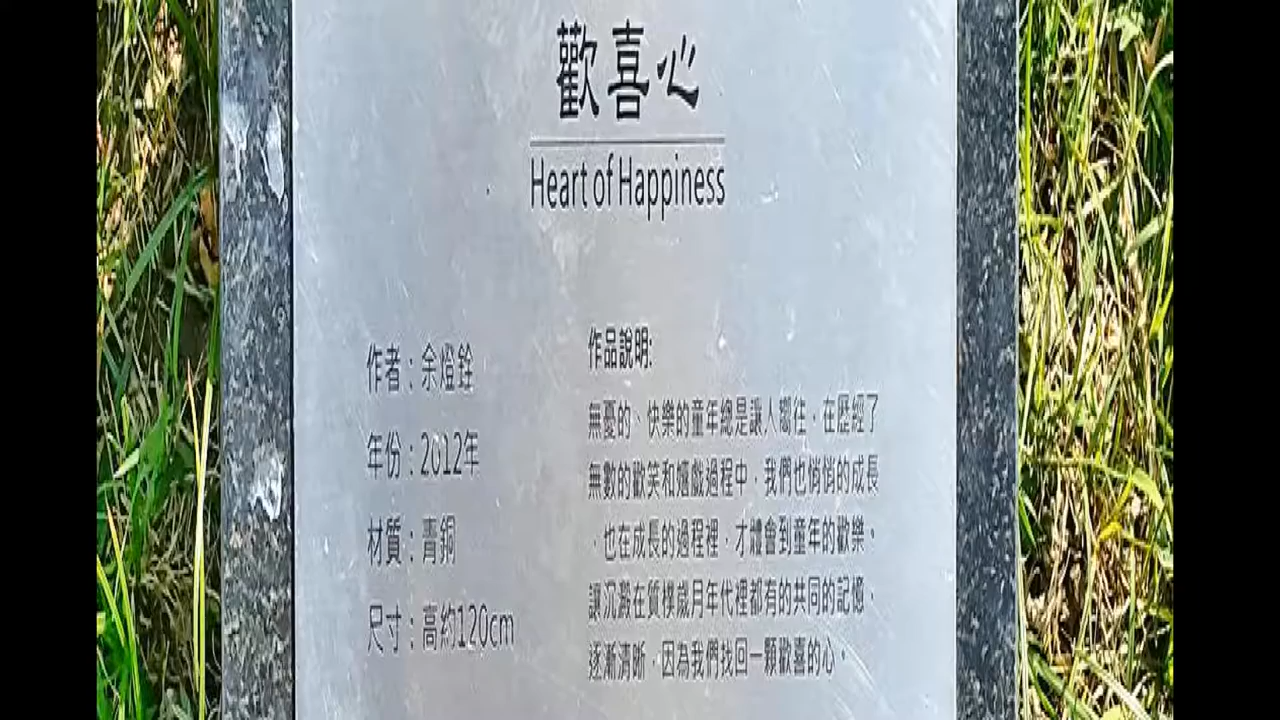 歡喜心
Heart of Happiness
作者：余燈銓
年份：2012年
材質：青銅
尺寸：高約120cm
作品說明:
無憂的、快樂的童年總是讓人嚮往，在歷經了
無數的歡笑和嬉戲過程中，我們也悄悄的成長
，也在成長的過程裡，才體會到童年的歡樂。
讓沉澱在質樸歲月年代裡都有的共同的記憶，
逐漸清晰，因為我們找回一顆歡喜的心。